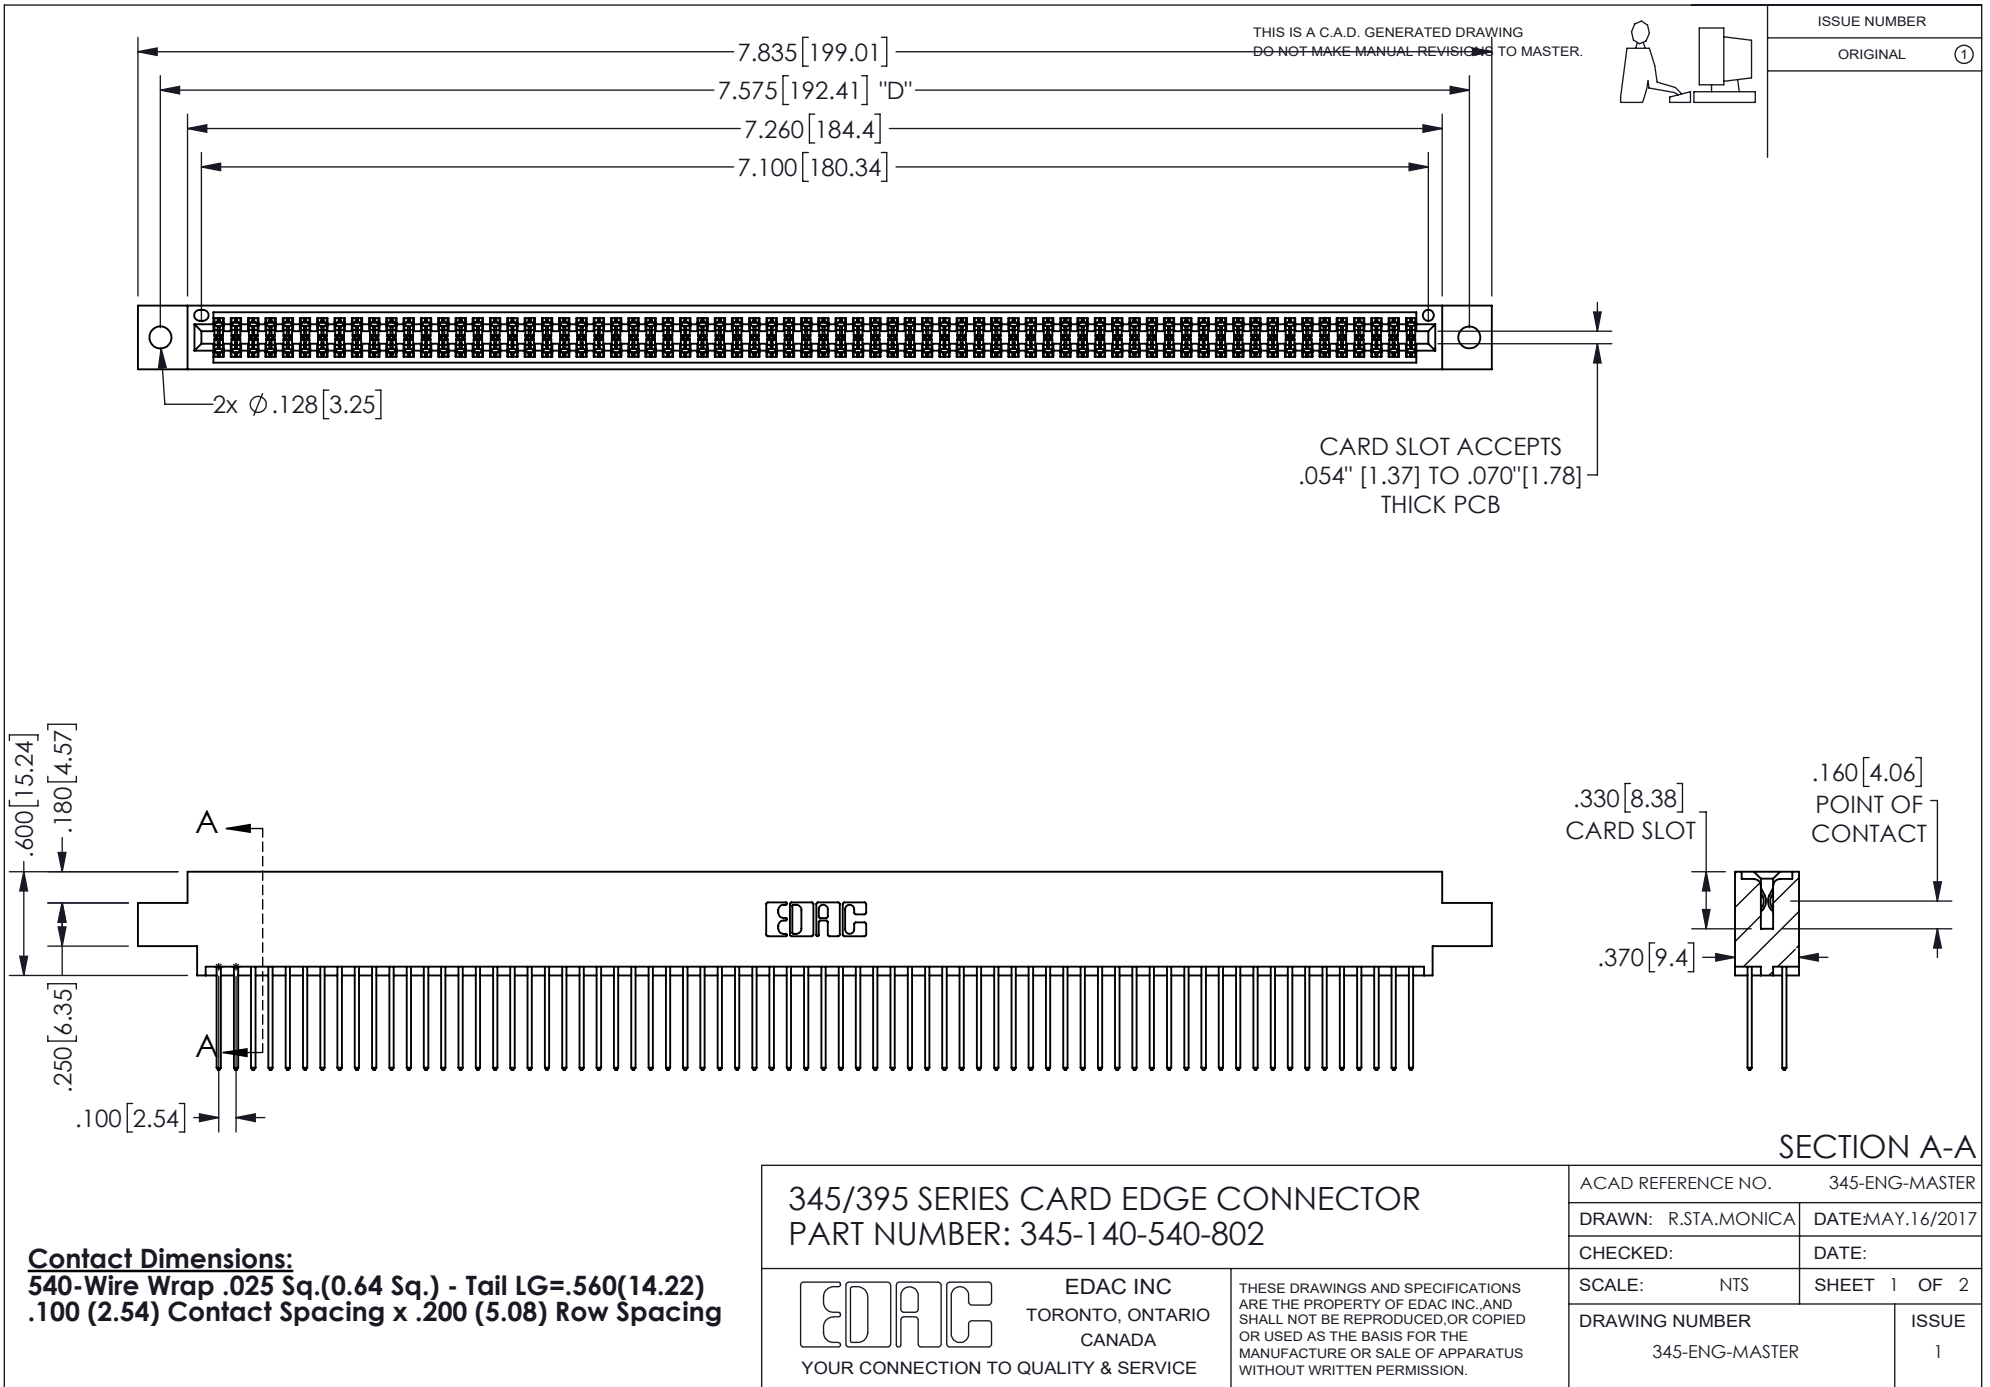 THIS IS A C.A.D. GENERATED DRAWING
DO NOT MAKE MANUAL REVISIONS TO MASTER.
ISSUE NUMBER
ORIGINAL 1
7.835[199.01]
7.575[192.41] "D"
7.260[184.4]
7.100[180.34]
2x Ø.128[3.25]
CARD SLOT ACCEPTS
.054" [1.37] TO .070"[1.78]
THICK PCB
.600[15.24]
.180[4.57]
.250[6.35]
.100[2.54]
A
A
EDAC
.330[8.38]
CARD SLOT
.160[4.06]
POINT OF
CONTACT
.370[9.4]
SECTION A-A
Contact Dimensions:
540-Wire Wrap .025 Sq.(0.64 Sq.) - Tail LG=.560(14.22)
.100 (2.54) Contact Spacing x .200 (5.08) Row Spacing
345/395 SERIES CARD EDGE CONNECTOR
PART NUMBER: 345-140-540-802
EDAC
EDAC INC
TORONTO, ONTARIO
CANADA
YOUR CONNECTION TO QUALITY & SERVICE
THESE DRAWINGS AND SPECIFICATIONS
ARE THE PROPERTY OF EDAC INC.,AND
SHALL NOT BE REPRODUCED,OR COPIED
OR USED AS THE BASIS FOR THE
MANUFACTURE OR SALE OF APPARATUS
WITHOUT WRITTEN PERMISSION.
ACAD REFERENCE NO. 345-ENG-MASTER
DRAWN: R.STA.MONICA DATE:MAY.16/2017
CHECKED: DATE:
SCALE: NTS SHEET 1 OF 2
DRAWING NUMBER ISSUE
345-ENG-MASTER 1